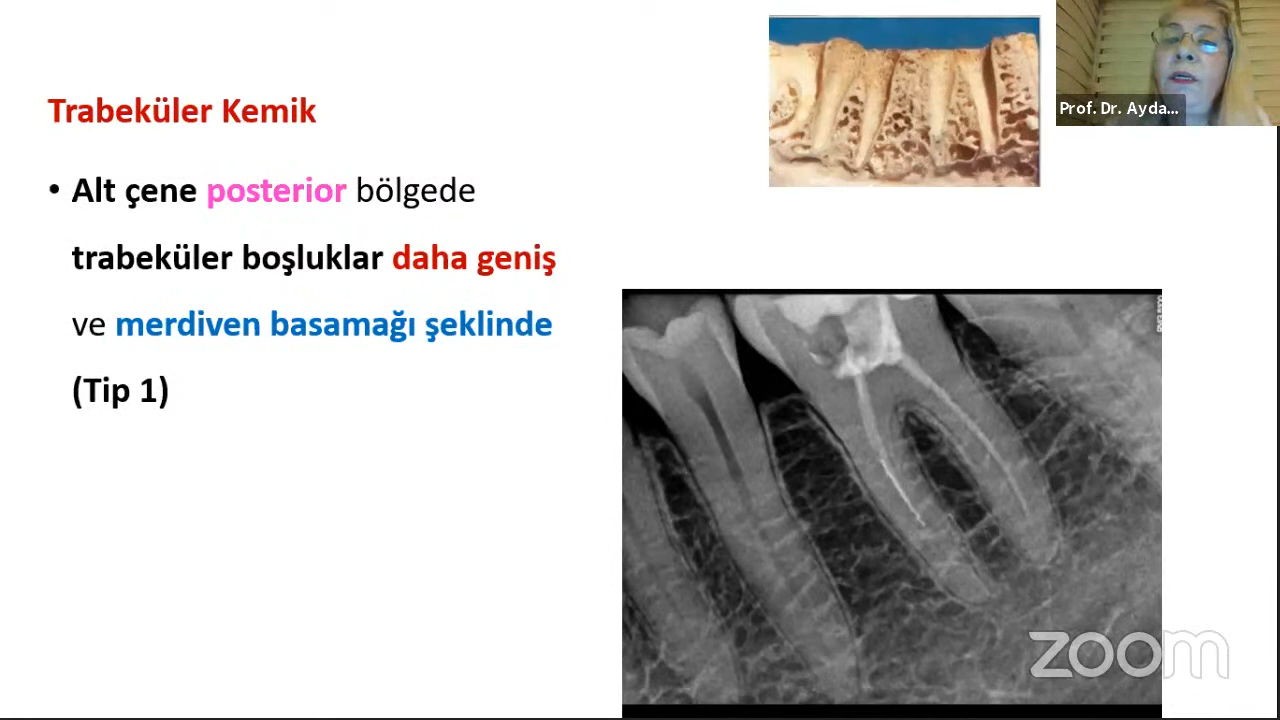 Prof. Dr. Ayda...
Trabeküler Kemik
• Alt çene posterior bölgede
trabeküler boşluklar daha geniş
ve merdiven basamağı şeklinde
(Tip 1)
zoom